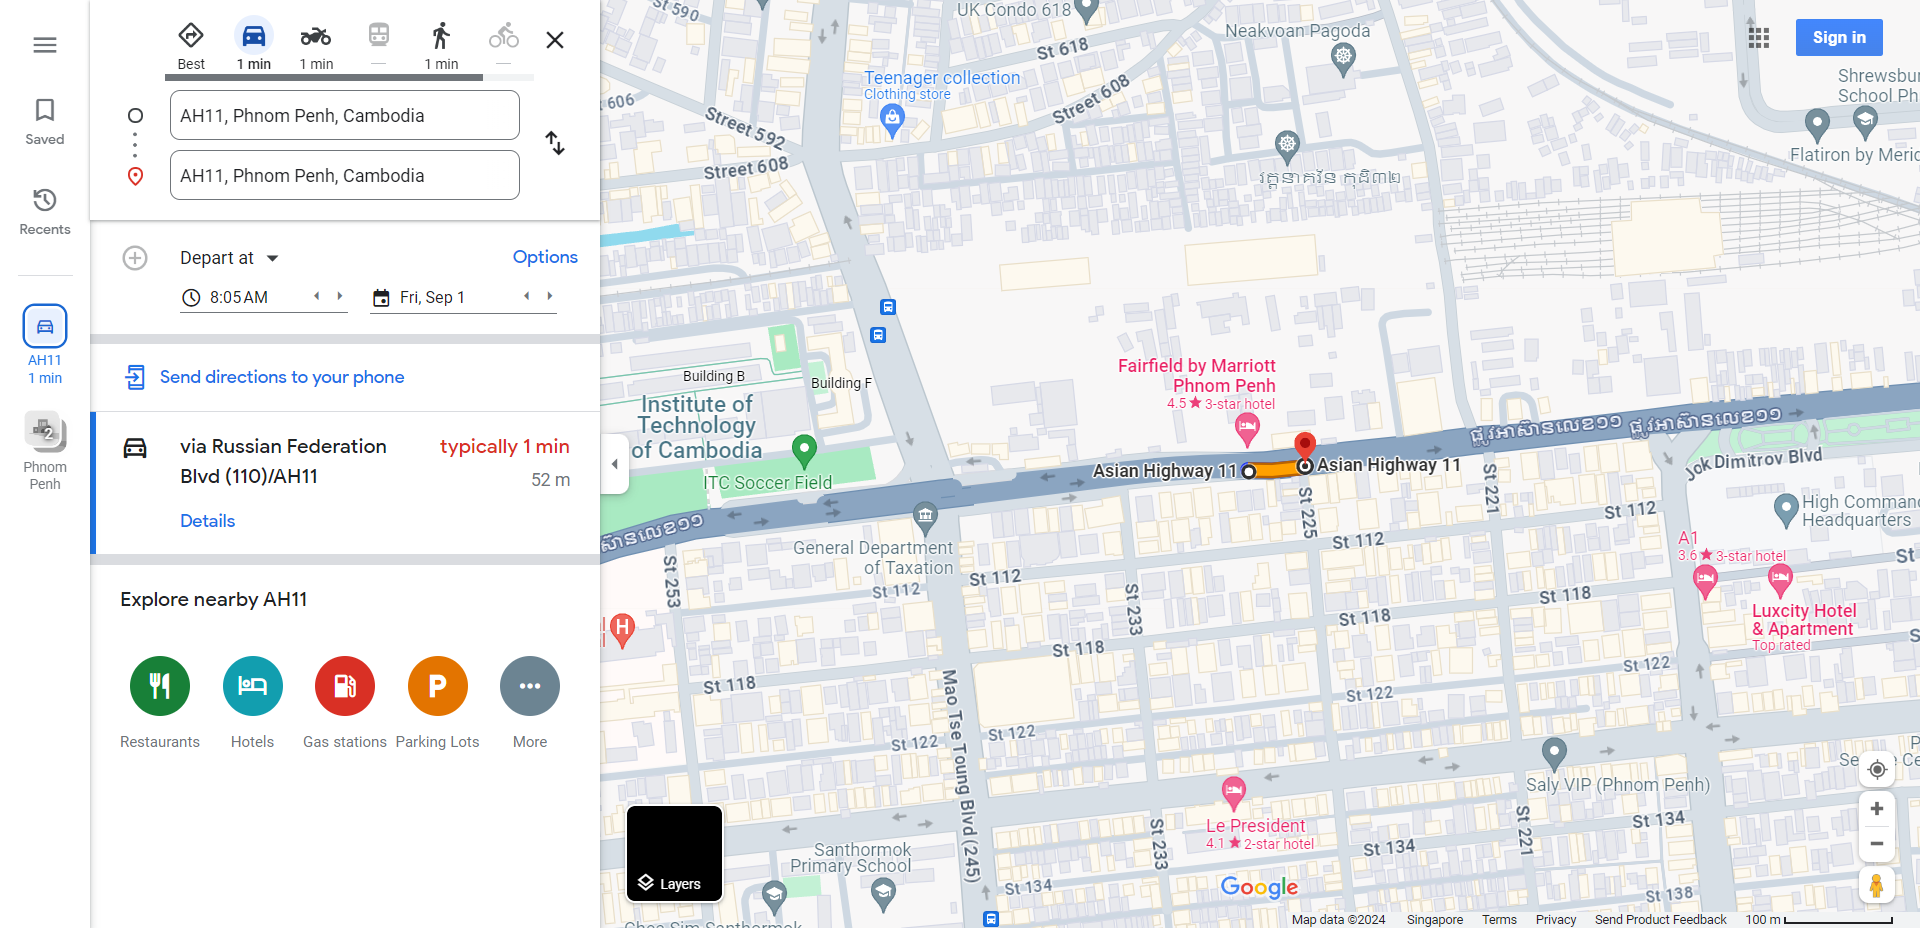 Saved
Recents
AH11
1 min
2
Phnom
Penh
Best
1 min
1 min
1 min
AH11, Phnom Penh, Cambodia
AH11, Phnom Penh, Cambodia
Depart at
Options
8:05 AM
Fri, Sep 1
Send directions to your phone
via Russian Federation
Blvd (110)/AH11
typically 1 min
52 m
Details
Explore nearby AH11
P
Restaurants
Hotels
Gas stations
Parking Lots
More
Sign in
St 590
UK Condo 618
St 618
Neakvoan Pagoda
Teenager collection
Clothing store
606
Street 592
Street 608
Street 608
Shrewsbur
School Ph
Flatiron by Meric
វត្តនាគវ័ន កុដិ៣២
Building B
Building F
Institute of
Technology
of Cambodia
ITC Soccer Field
Fairfield by Marriott
Phnom Penh
4.5★ 3-star hotel
Asian Highway 11
Asian Highway 11
ផ្លូវអាស៊ានលេខ១១
ផ្លូវអាស៊ានលេខ១១
Jok Dimitrov Blvd
High Command
Headquarters
St 112
St 221
St 225
St 112
General Department
of Taxation
St 112
St 112
St 253
St 233
A1
3.6★ 3-star hotel
St
Luxcity Hotel
& Apartment
Top rated
St 118
St 118
St 118
St 118
St 122
St 122
St 122
St 122
H
Mao Tse Toung Blvd (245)
Saly VIP (Phnom Penh)
Le President
4.1★ 2-star hotel
St 233
St 221
St 134
St 134
St 134
St 138
Santhormok
Primary School
Layers
Google
Map data ©2024
Singapore
Terms
Privacy
Send Product Feedback
100 m